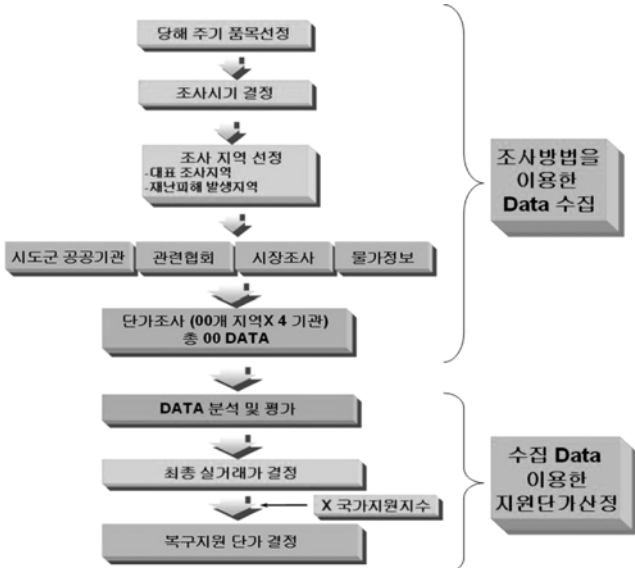 당해 주기 품목선정
조사시기 결정
조사 지역 선정
-대표 조사지역
-재난피해 발생지역
시도군 공공기관
관련협회
시장조사
물가정보
단가조사 (00개 지역X 4 기관)
총 00 DATA
조사방법을
이용한
Data 수집
DATA 분석 및 평가
최종 실거래가 결정
X 국가지원지수
복구지원 단가 결정
수집 Data
이용한
지원단가산정